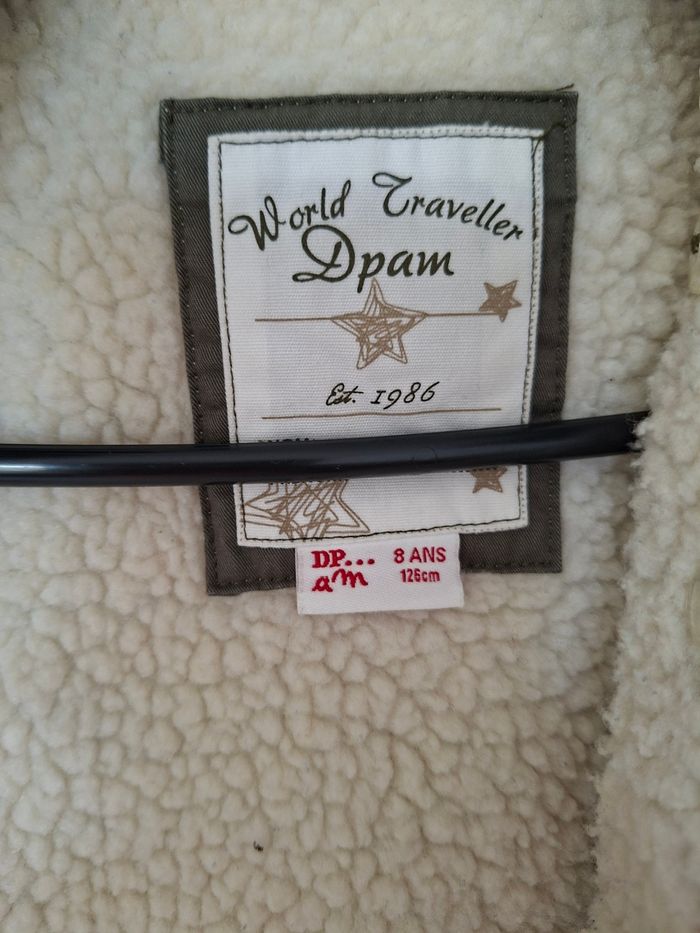 World Traveller
Dpam
Est. 1986
DP... 8 ANS
am 126cm